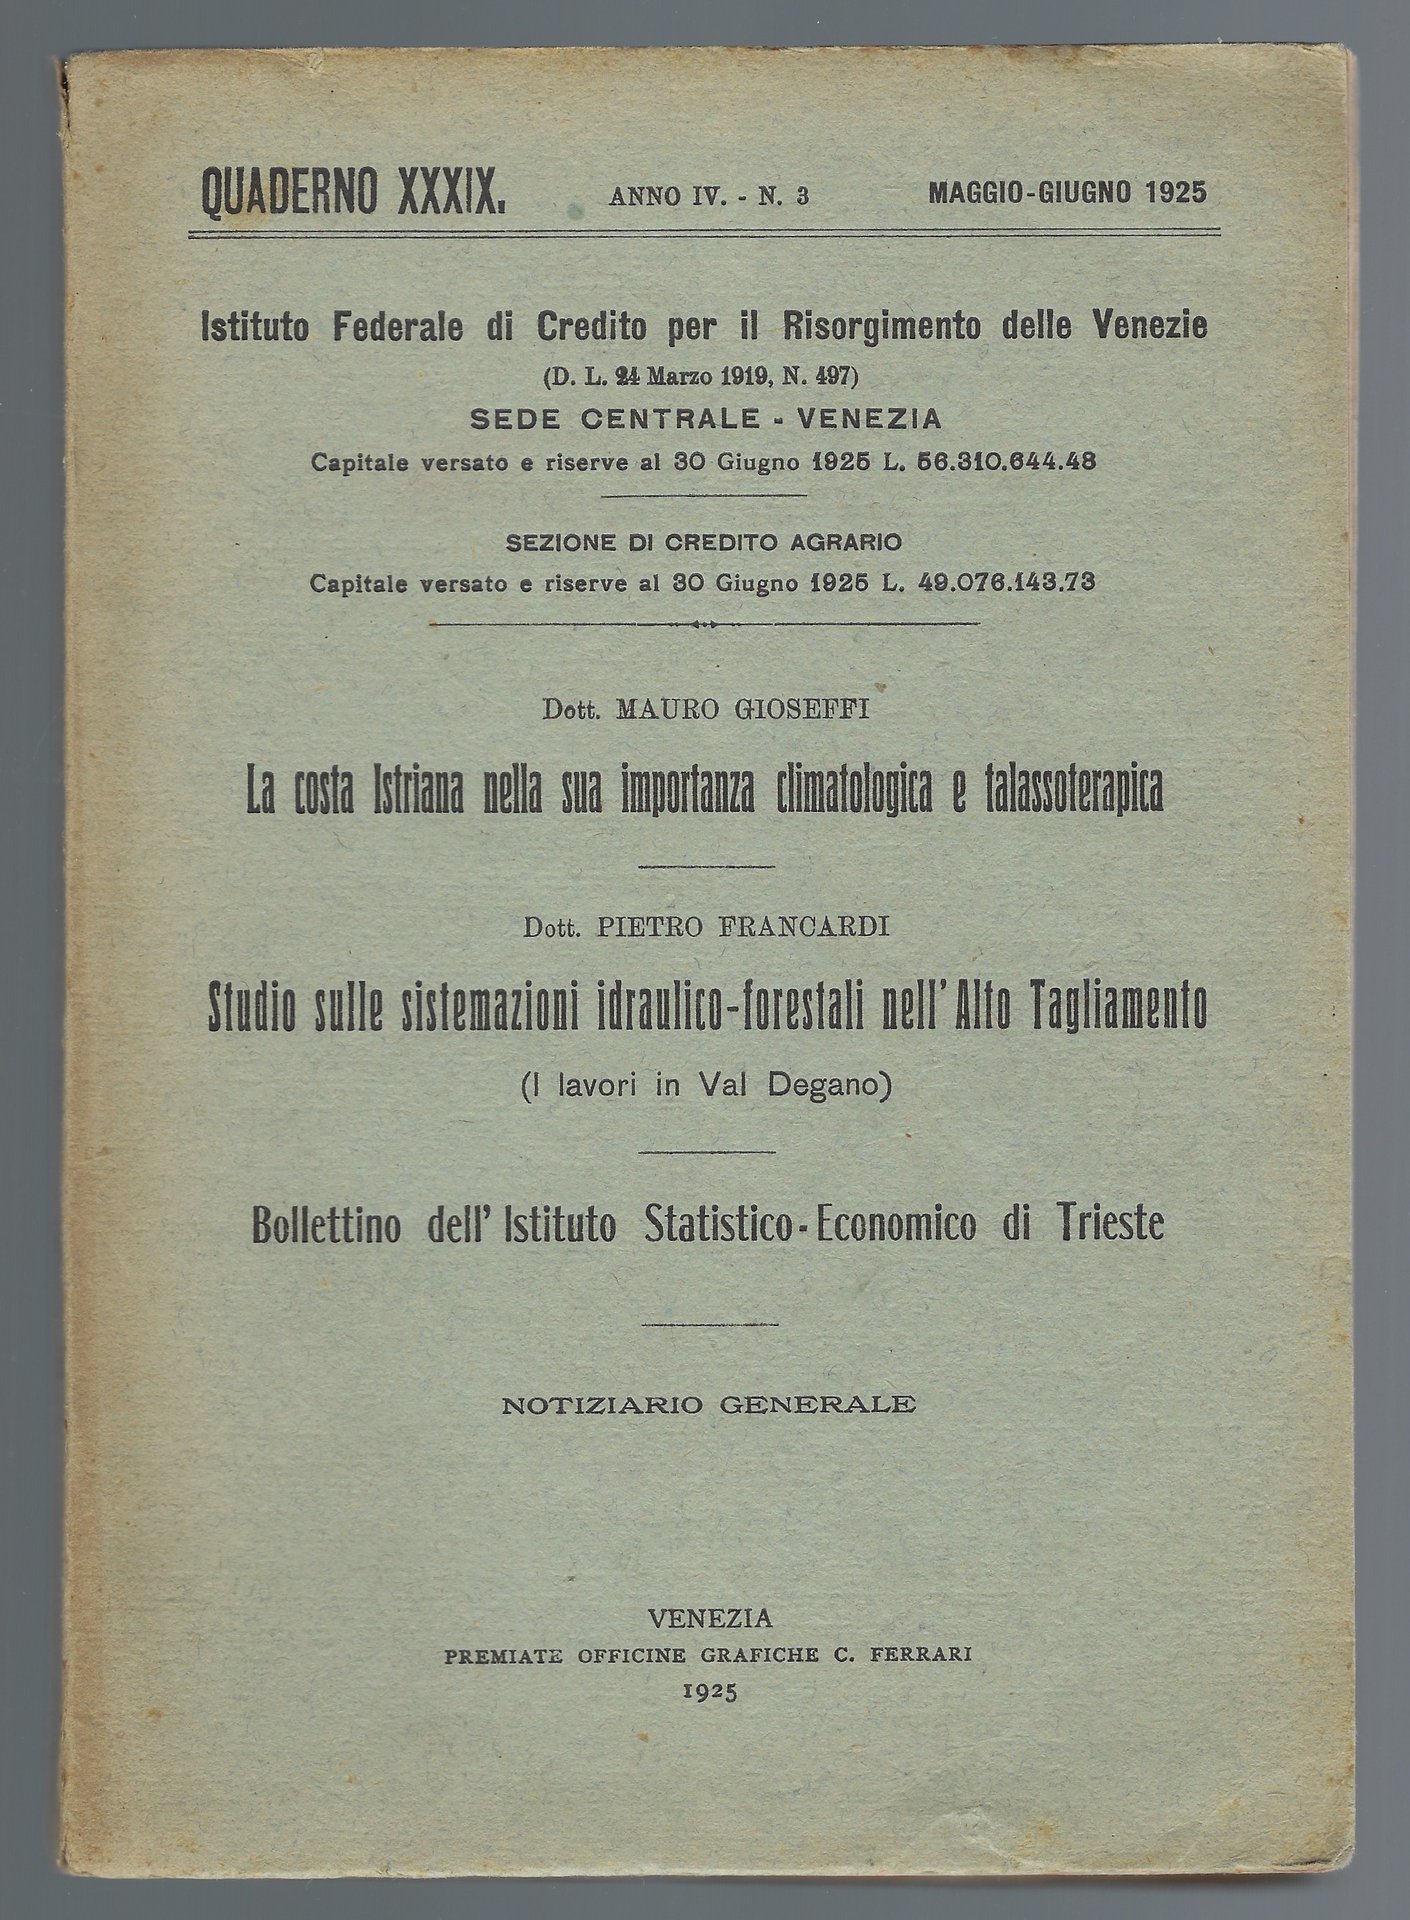 QUADERNO XXXIX.
ANNO IV. - N. 3
MAGGIO-GIUGNO 1925
Istituto Federale di Credito per il Risorgimento delle Venezie
(D. L. 24 Marzo 1919, N. 497)
SEDE CENTRALE - VENEZIA
Capitale versato e riserve al 30 Giugno 1925 L. 56.310.644.48
SEZIONE DI CREDITO AGRARIO
Capitale versato e riserve al 30 Giugno 1925 L. 49.076.143.73
Dott. MAURO GIOSEFFI
La costa Istriana nella sua importanza climatologica e talassoterapica
Dott. PIETRO FRANCARDI
Studio sulle sistemazioni idraulico-forestali nell' Alto Tagliamento
(I lavori in Val Degano)
Bollettino dell' Istituto Statistico-Economico di Trieste
NOTIZIARIO GENERALE
VENEZIA
PREMIATE OFFICINE GRAFICHE C. FERRARI
1925